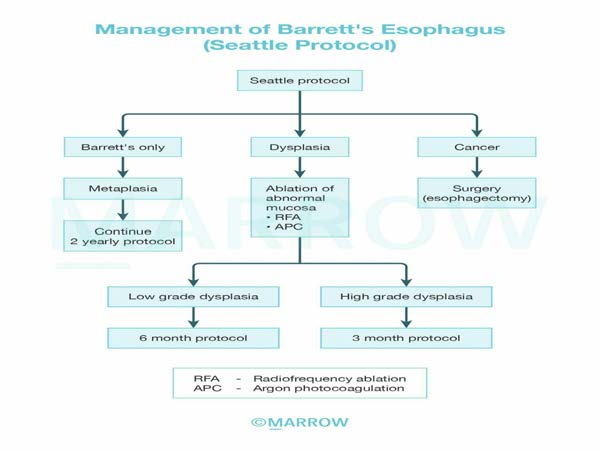 Management of Barrett's Esophagus
(Seattle Protocol)
Seattle protocol
Barrett's only
Dysplasia
Cancer
Metaplasia
Ablation of
abnormal
mucosa
• RFA
• APC
Surgery
(esophagectomy)
Continue
2 yearly protocol
MARROW
Low grade dysplasia
High grade dysplasia
6 month protocol
3 month protocol
RFA - Radiofrequency ablation
APC - Argon photocoagulation
©MARROW